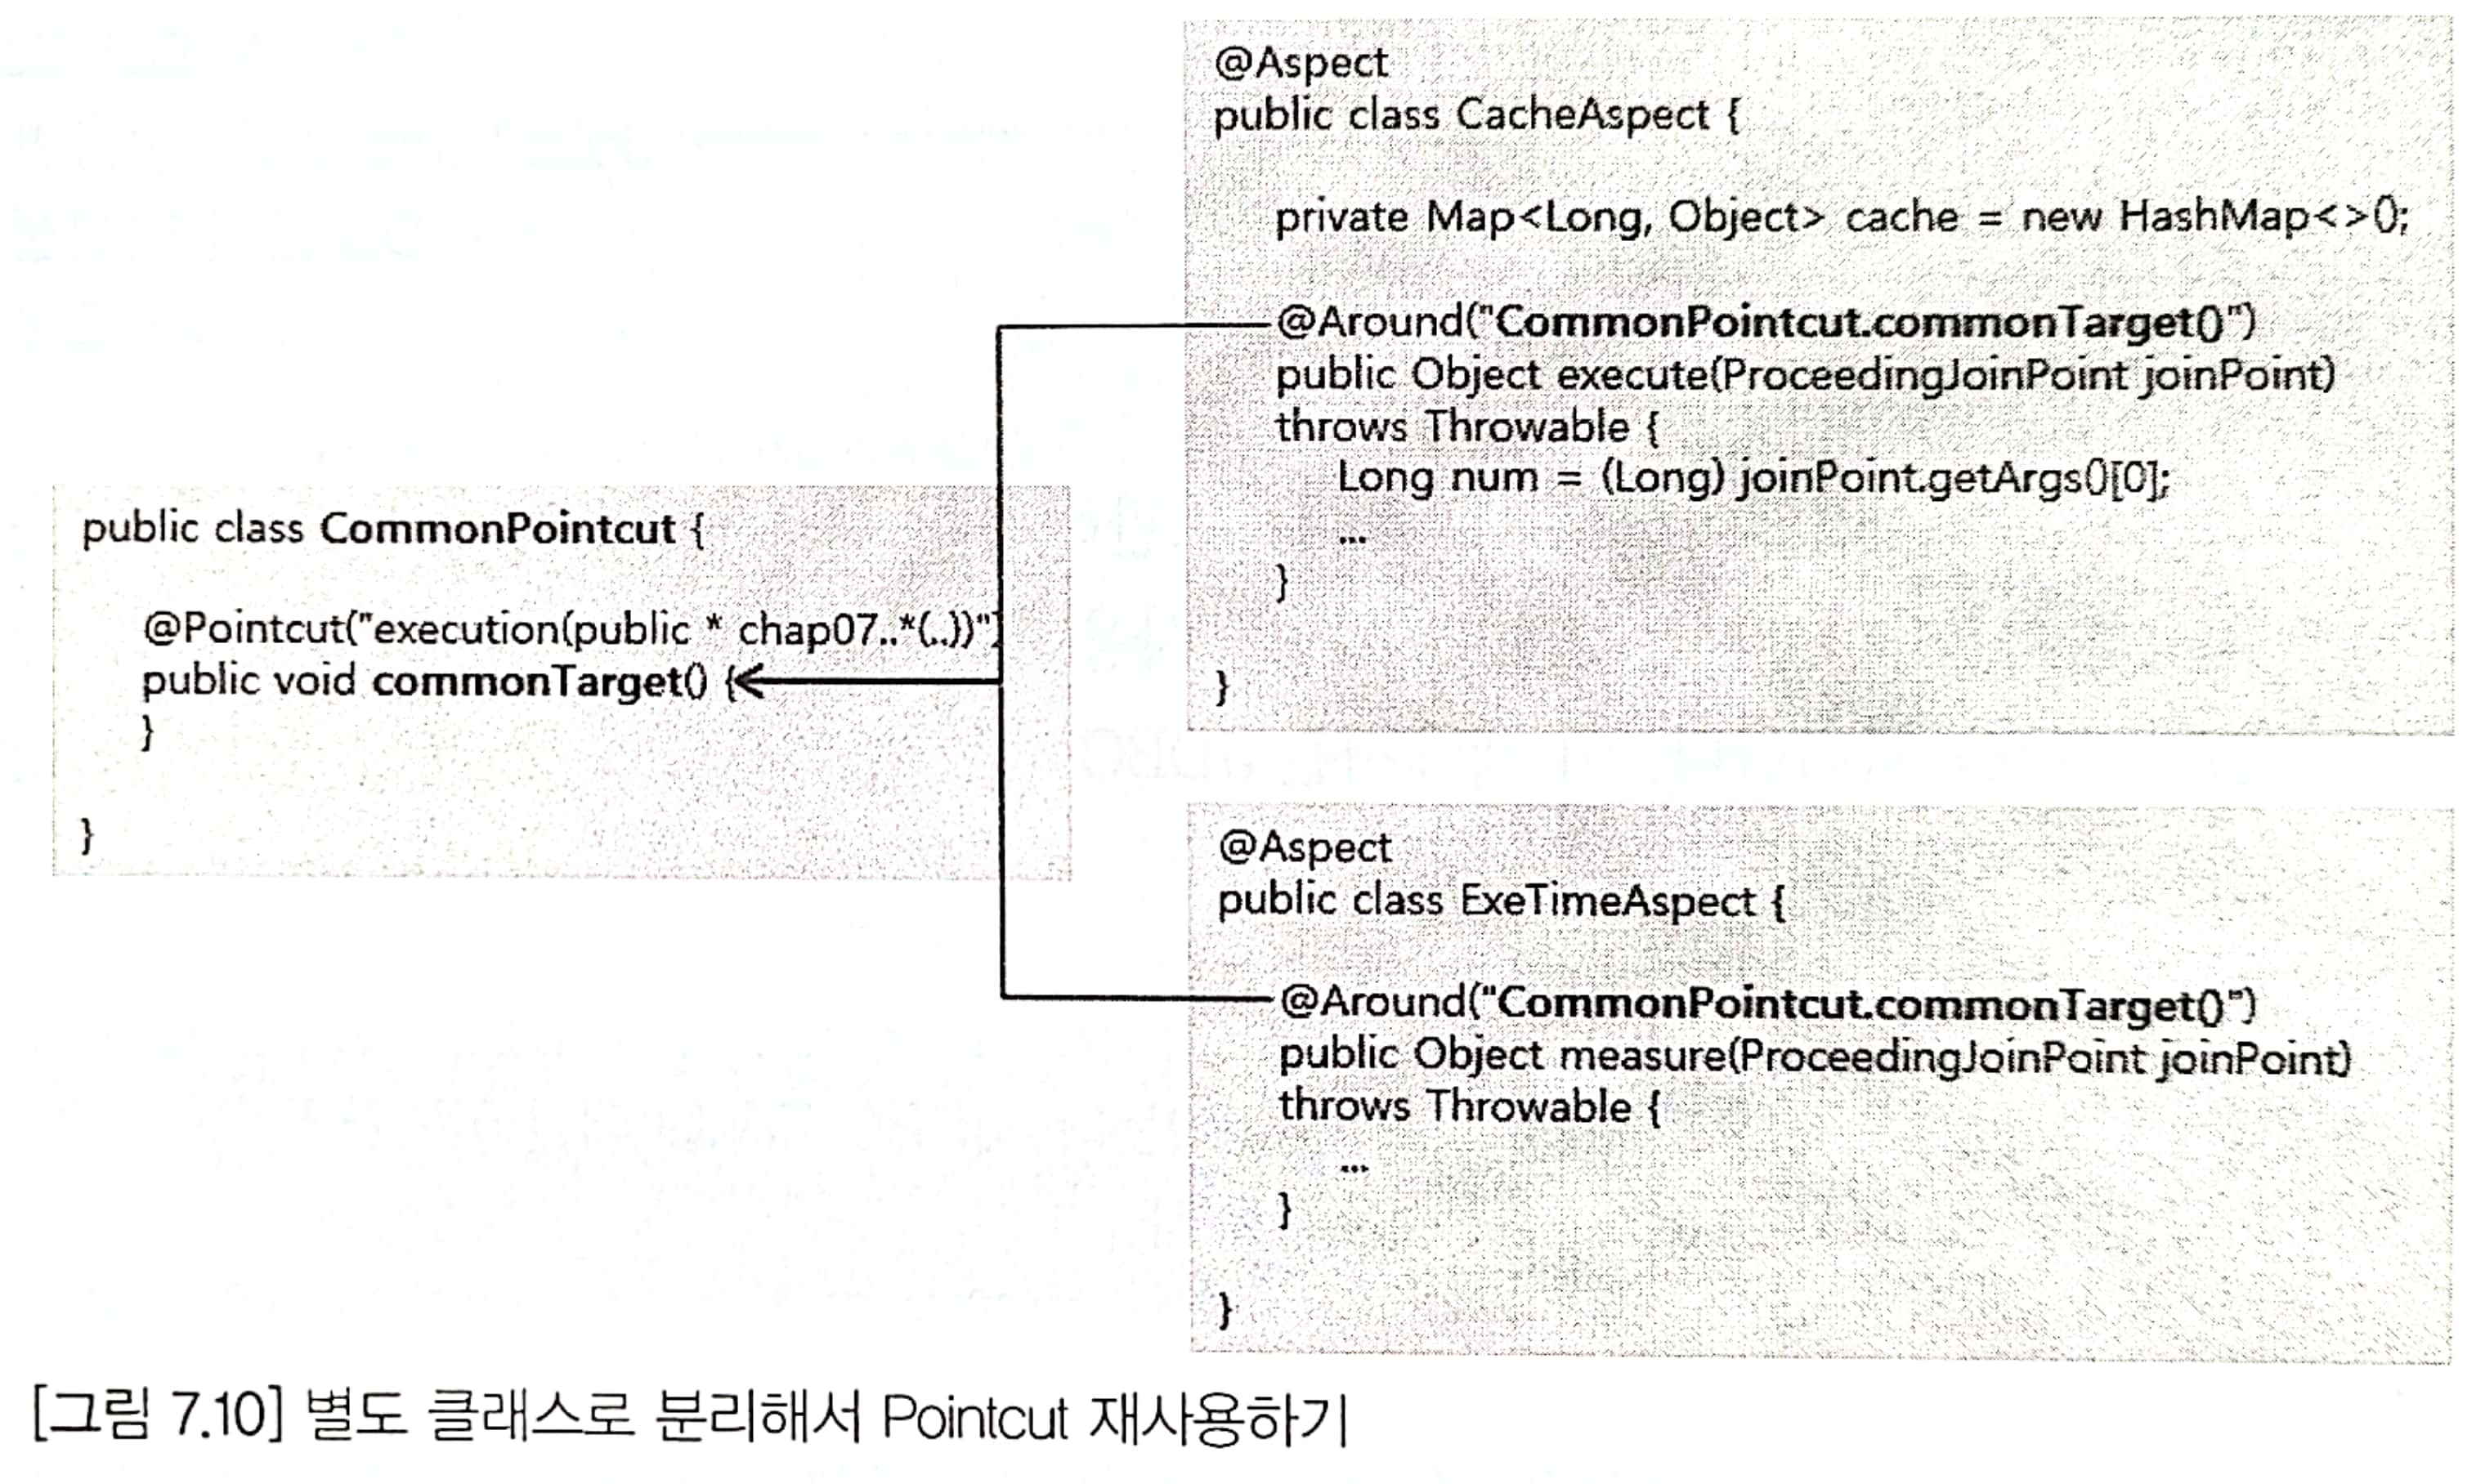 public class CommonPointcut {
@Pointcut("execution(public * chap07..*(..))")
public void commonTarget() {
}
}
@Aspect
public class CacheAspect {
private Map<Long, Object> cache = new HashMap<>();
@Around("CommonPointcut.commonTarget()")
public Object execute(ProceedingJoinPoint joinPoint)
throws Throwable {
Long num = (Long) joinPoint.getArgs()[0];
...
}
}
@Aspect
public class ExeTimeAspect {
@Around("CommonPointcut.commonTarget()")
public Object measure(ProceedingJoinPoint joinPoint)
throws Throwable {
...
}
}
[그림 7.10] 별도 클래스로 분리해서 Pointcut 재사용하기